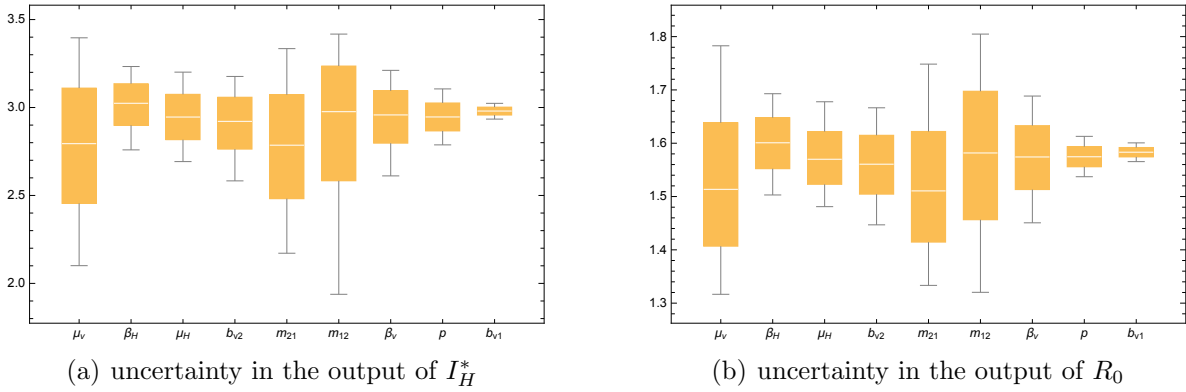 3.5
3.0
2.5
2.0
μv βH μH bv2 m21 m12 βv p bv1
(a) uncertainty in the output of I*H
1.8
1.7
1.6
1.5
1.4
1.3
μv βH μH bv2 m21 m12 βv p bv1
(b) uncertainty in the output of R0